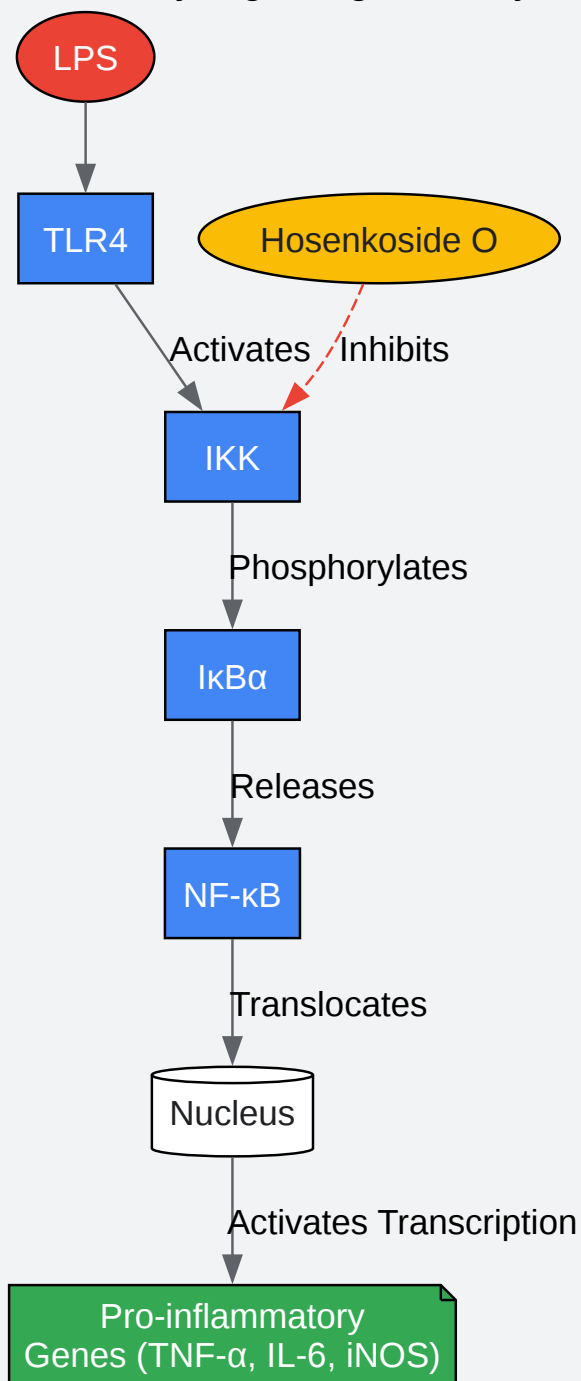 LPS
TLR4
Hosenkoside O
Activates
Inhibits
IKK
Phosphorylates
IκBα
Releases
NF-κB
Translocates
Nucleus
Activates Transcription
Pro-inflammatory
Genes (TNF-α, IL-6, iNOS)